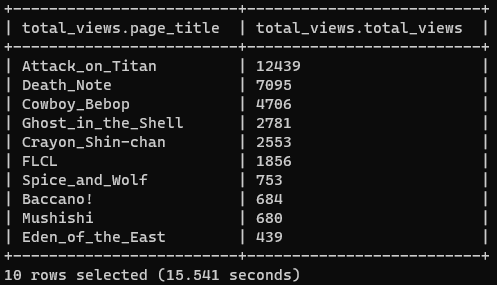 +------------------------+--------------------------+
| total_views.page_title | total_views.total_views |
+------------------------+--------------------------+
| Attack_on_Titan | 12439 |
| Death_Note | 7095 |
| Cowboy_Bebop | 4706 |
| Ghost_in_the_Shell | 2781 |
| Crayon_Shin-chan | 2553 |
| FLCL | 1856 |
| Spice_and_Wolf | 753 |
| Baccano! | 684 |
| Mushishi | 680 |
| Eden_of_the_East | 439 |
+------------------------+--------------------------+
10 rows selected (15.541 seconds)